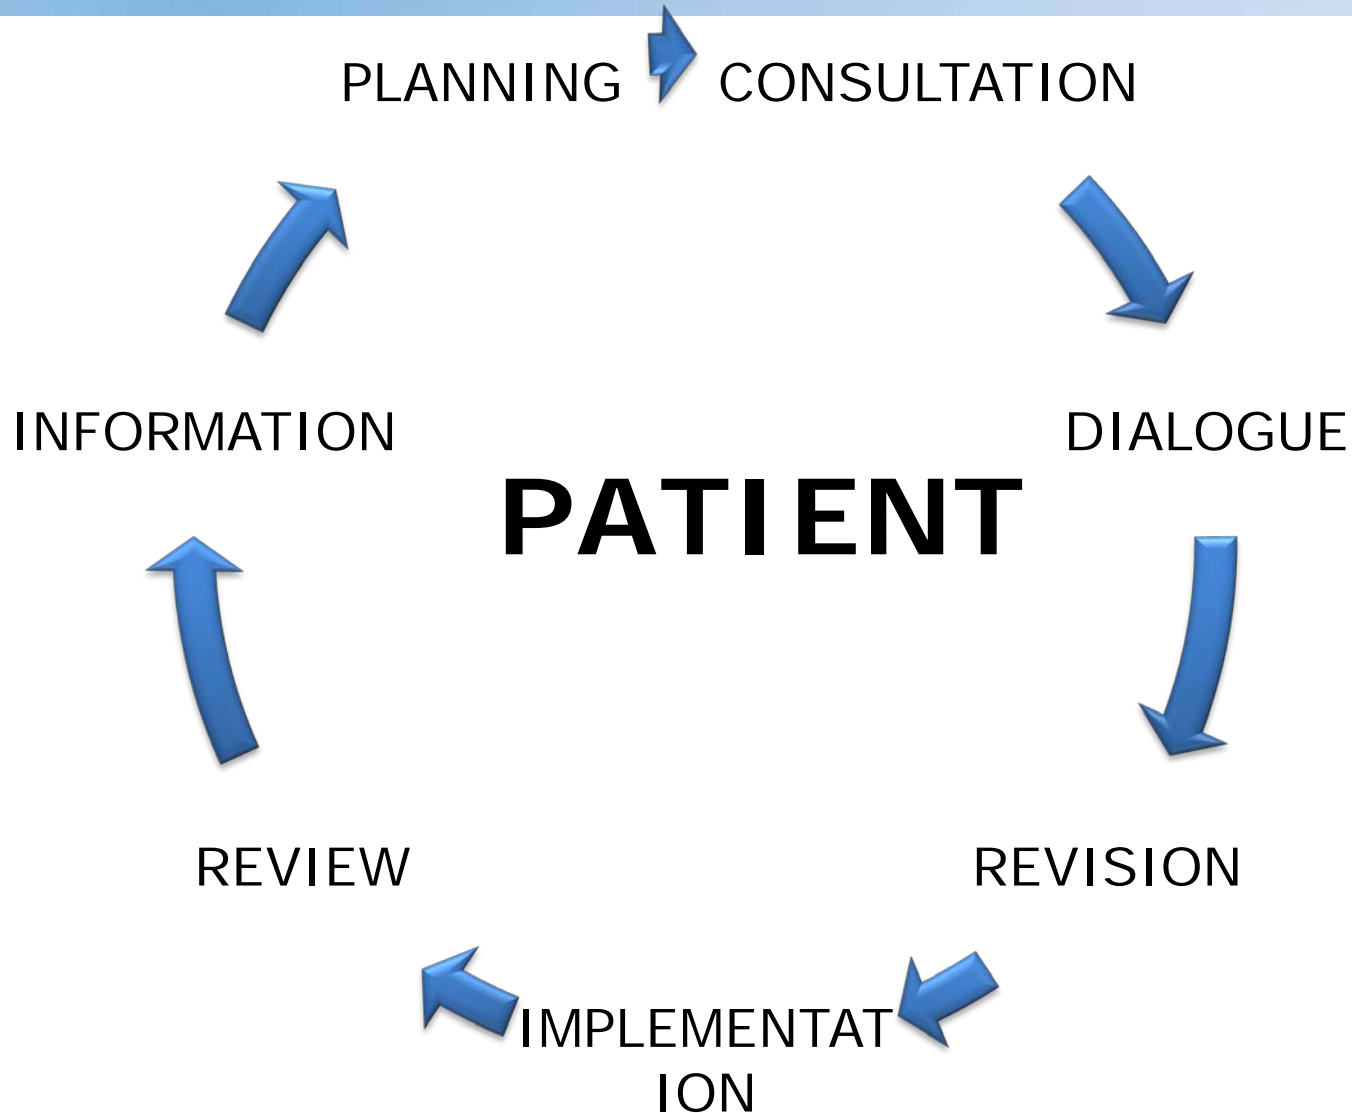 PLANNING
CONSULTATION
INFORMATION
DIALOGUE
PATIENT
REVIEW
REVISION
IMPLEMENTAT
ION